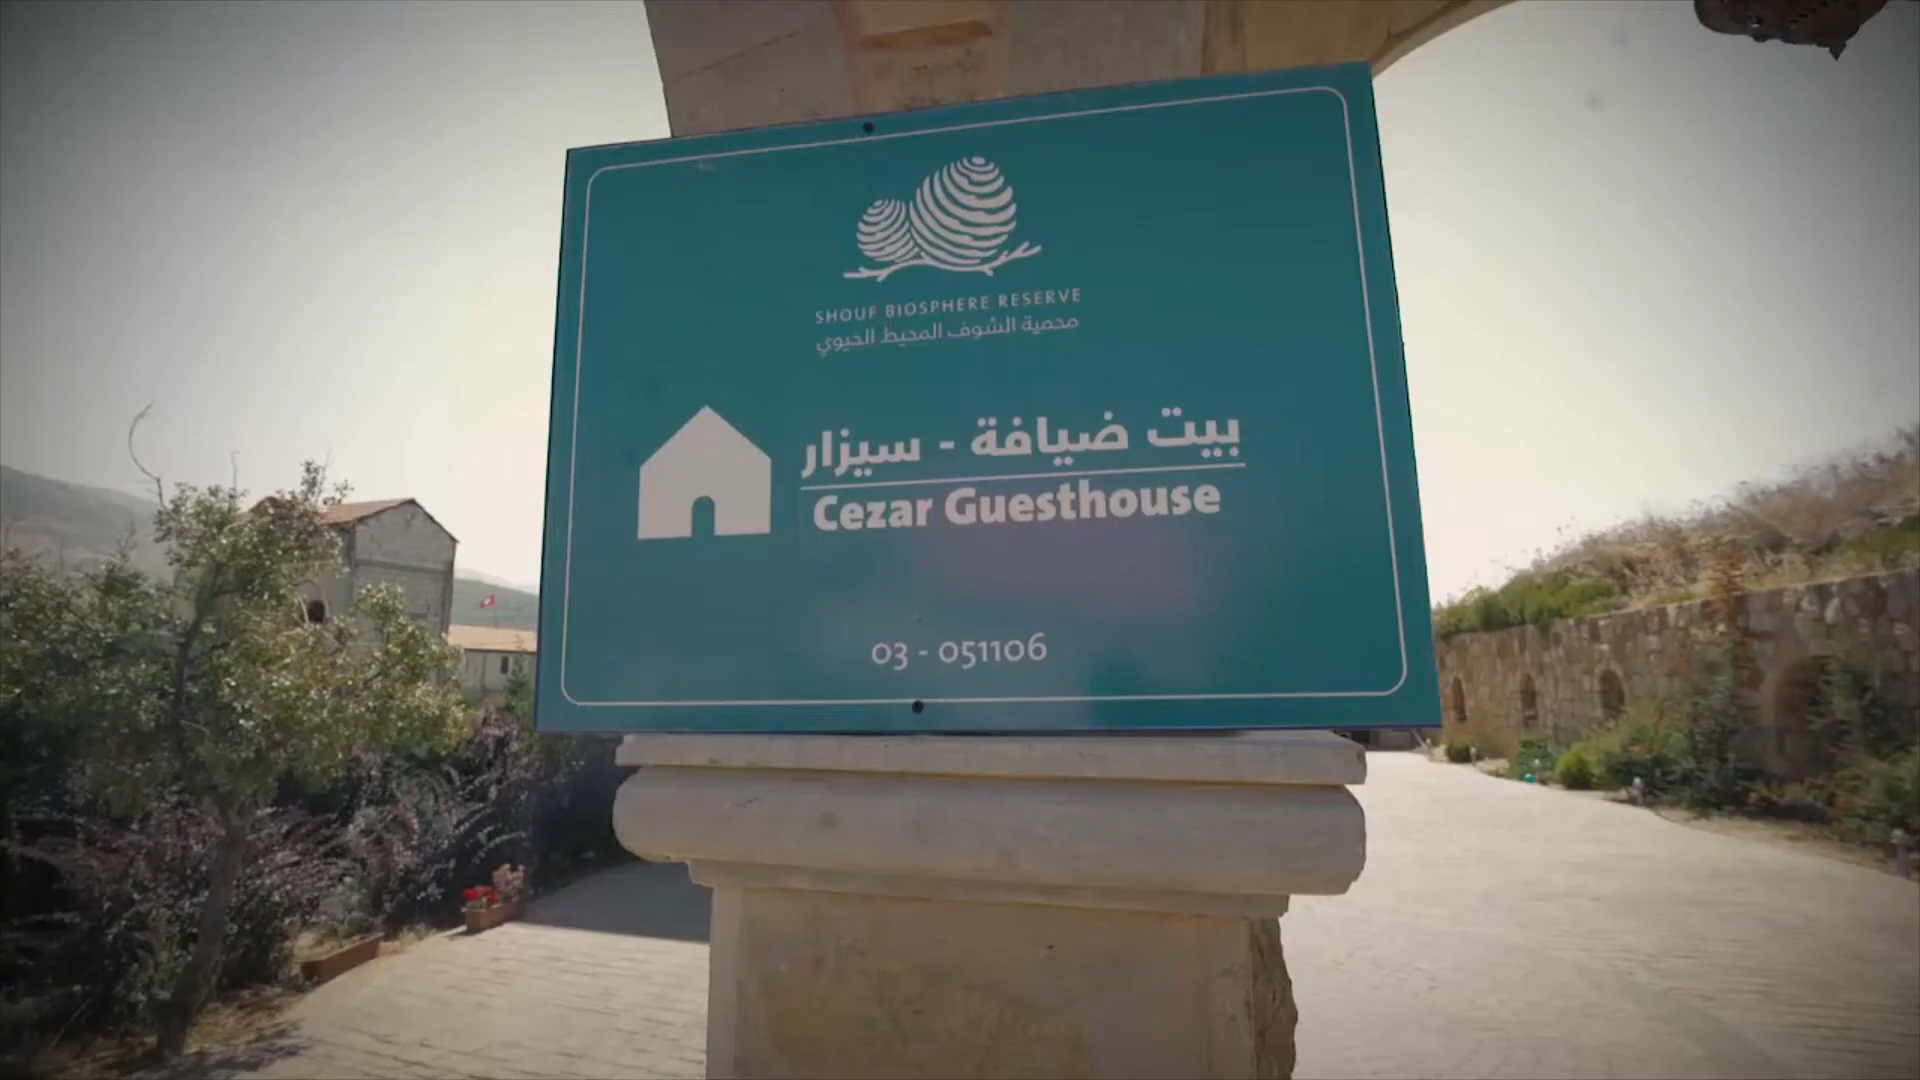 SHOUF BIOSPHERE RESERVE
محمية الشوف المحيط الحيوي
بيت ضيافة - سيزار
Cezar Guesthouse
03 - 051106